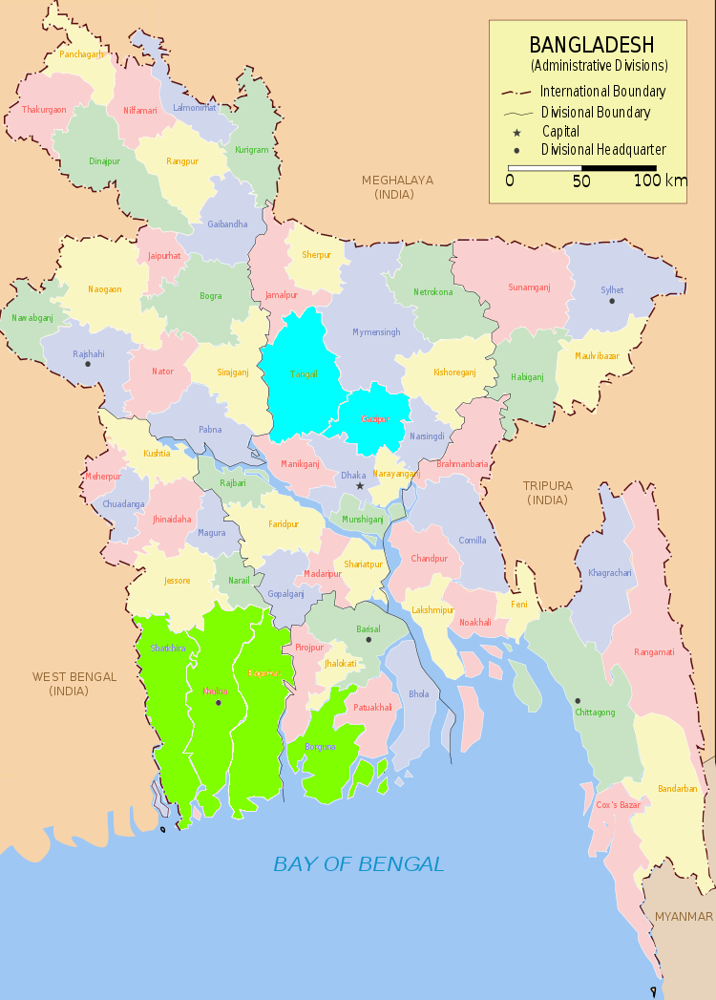 BANGLADESH
(Administrative Divisions)
International Boundary
Divisional Boundary
Capital
Divisional Headquarter
0 50 100 km
Panchagarh
Thakurgaon
Nilfamari
Lalmonirhat
Dinajpur
Rangpur
Kurigram
MEGHALAYA
(INDIA)
Gaibandha
Jaipurhat
Sherpur
Naogaon
Bogra
Jamalpur
Netrokona
Sunamganj
Sylhet
Nawabganj
Mymensingh
Rajshahi
Nator
Sirajganj
Tangail
Kishoreganj
Habiganj
Maulvibazar
Gazipur
Pabna
Narsingdi
Kushtia
Manikganj
Dhaka
Narayanganj
Brahmanbaria
Meherpur
Rajbari
TRIPURA
(INDIA)
Chuadanga
Jhinaidaha
Magura
Faridpur
Munshiganj
Comilla
Chandpur
Shariatpur
Madaripur
Khagrachari
Jessore
Narail
Gopalganj
Lakshmipur
Noakhali
Feni
Shatkhira
Barisal
Pirojpur
Jhalokati
Rangamati
WEST BENGAL
(INDIA)
Khulna
Bhola
Patuakhali
Chittagong
Borguna
Bandarban
Cox's Bazar
BAY OF BENGAL
MYANMAR